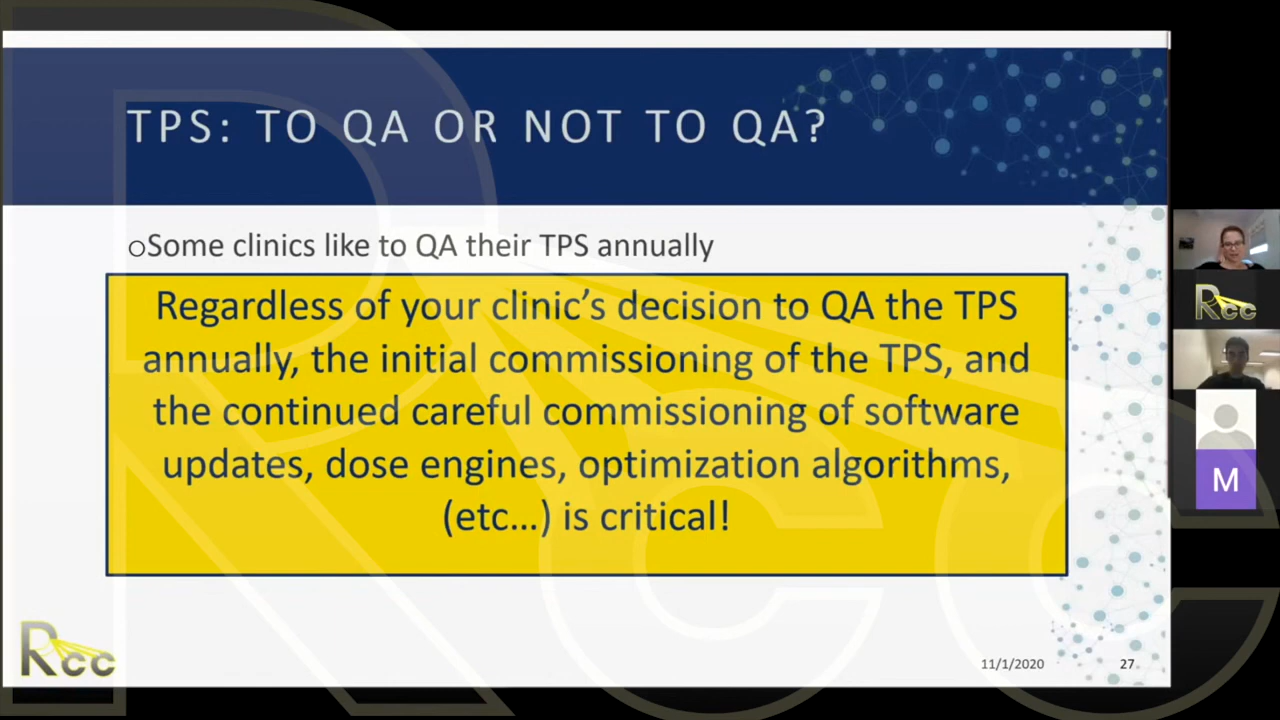 TPS: TO QA OR NOT TO QA?
oSome clinics like to QA their TPS annually
Regardless of your clinic's decision to QA the TPS
annually, the initial commissioning of the TPS, and
the continued careful commissioning of software
updates, dose engines, optimization algorithms,
(etc...) is critical!
Rcc
M
Rcc
11/1/2020
27
Rcc